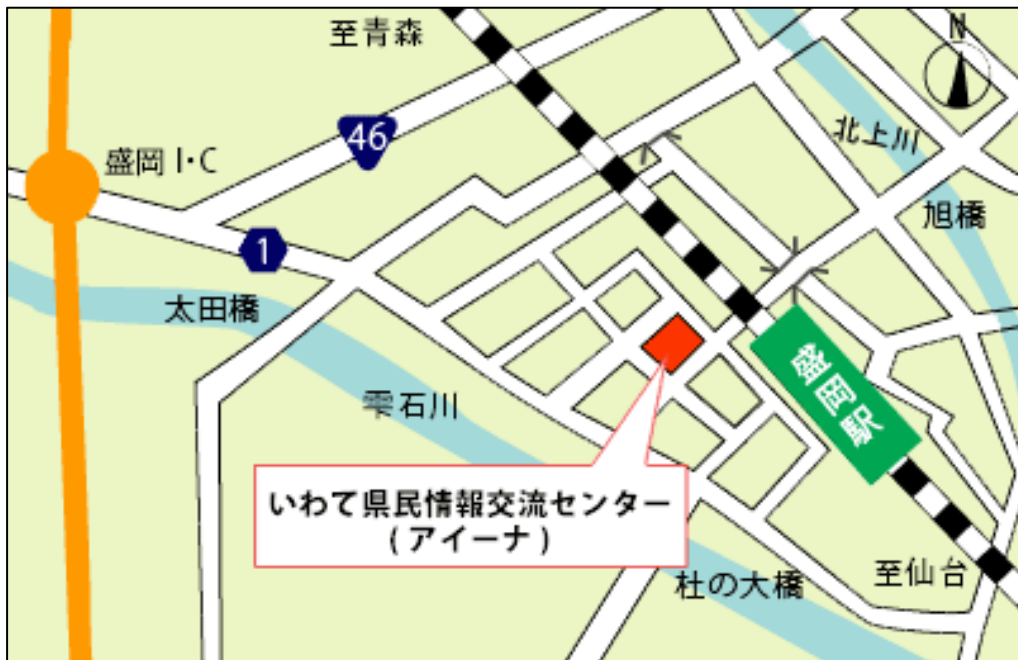 至青森
N
46
盛岡 I・C
北上川
旭橋
1
太田橋
盛岡駅
雫石川
いわて県民情報交流センター
(アイーナ)
杜の大橋
至仙台